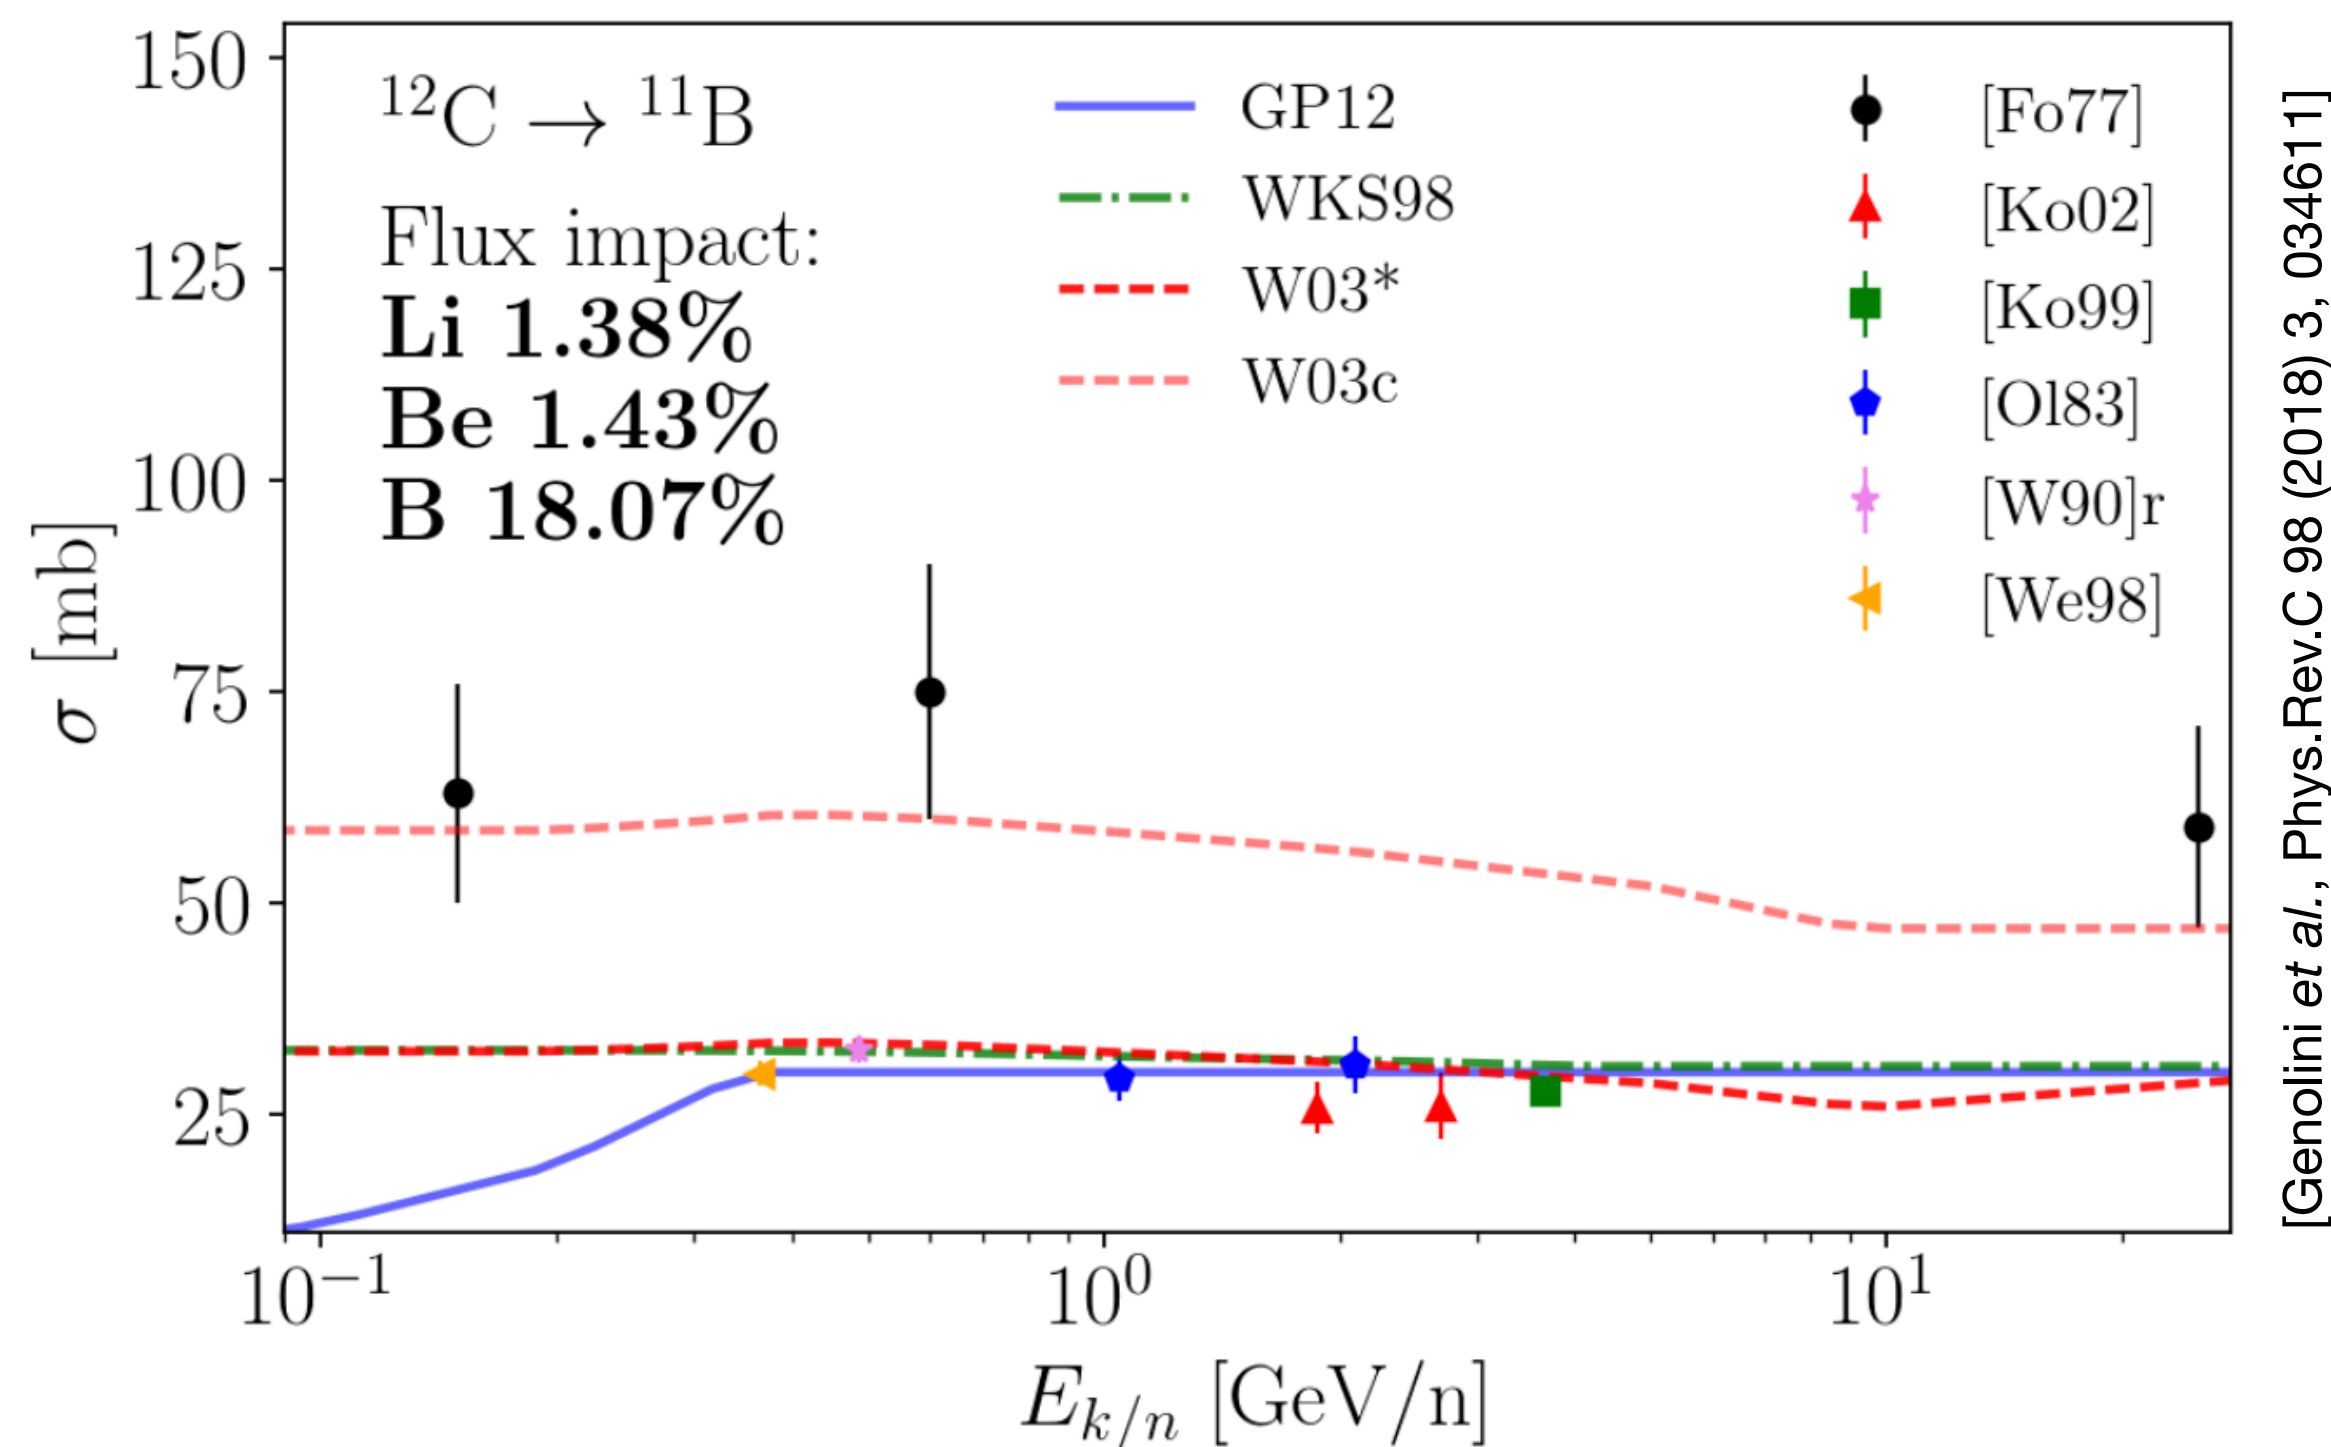 150
125
100
75
50
25
σ [mb]
¹²C → ¹¹B
Flux impact:
Li 1.38%
Be 1.43%
B 18.07%
GP12
WKS98
W03*
W03c
[Fo77]
[Ko02]
[Ko99]
[Ol83]
[W90]r
[We98]
10⁻¹
10⁰
10¹
Eₖ/ₙ [GeV/n]
[Genolini et al., Phys.Rev.C 98 (2018) 3, 034611]